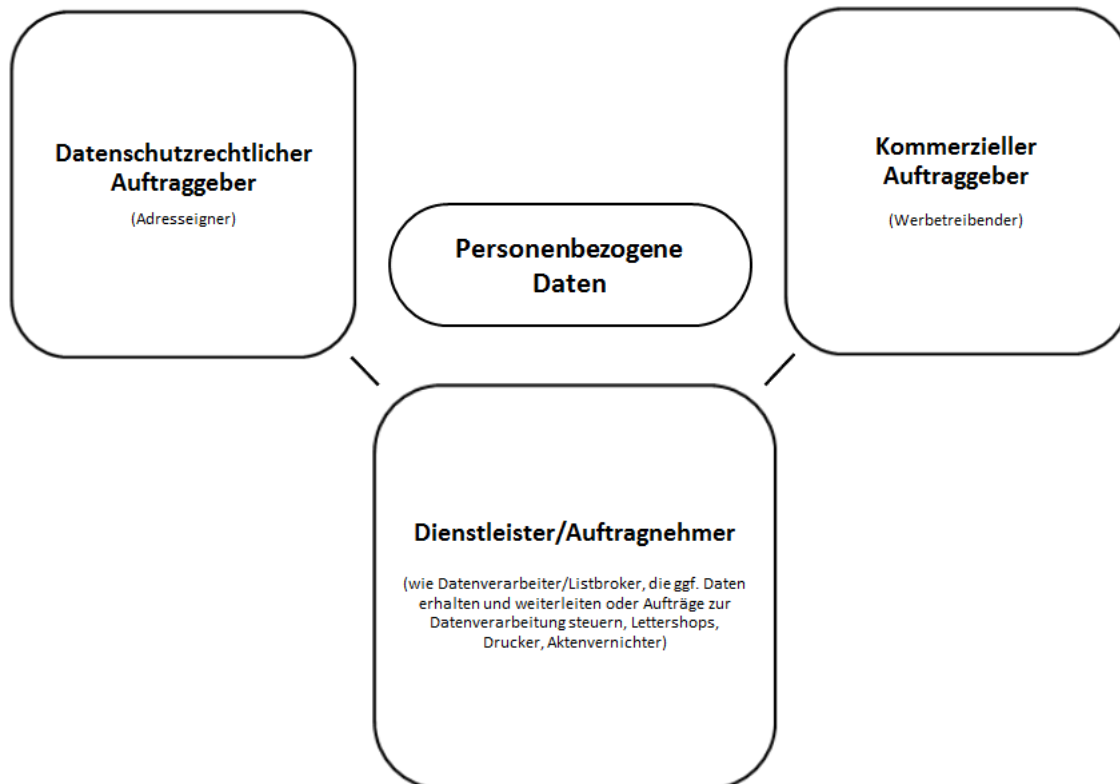 Datenschutzrechtlicher
Auftraggeber
(Adresseigner)
Kommerzieller
Auftraggeber
(Werbetreibender)
Personenbezogene
Daten
Dienstleister/Auftragnehmer
(wie Datenverarbeiter/Listbroker, die ggf. Daten
erhalten und weiterleiten oder Aufträge zur
Datenverarbeitung steuern, Lettershops,
Drucker, Aktenvernichter)